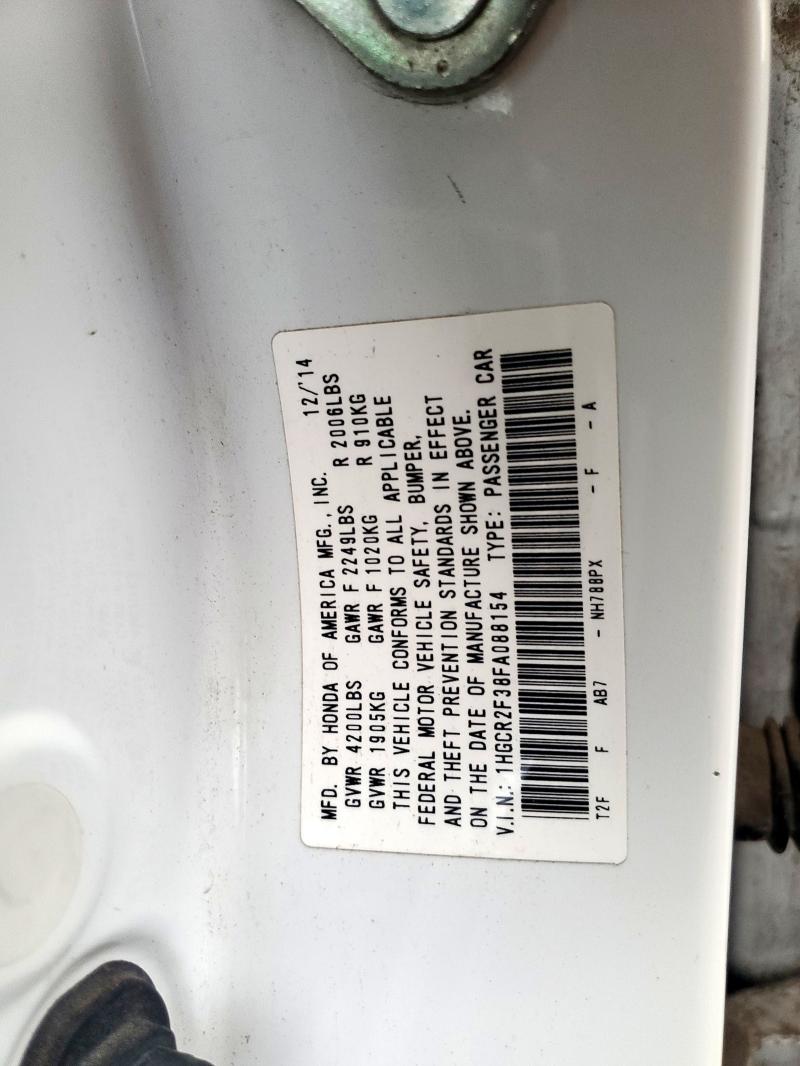 MFD. BY HONDA OF AMERICA MFG., INC. 12/'14
GVWR 4200LBS GAWR F 2249LBS R 2006LBS
GVWR 1905KG GAWR F 1020KG R 910KG
THIS VEHICLE CONFORMS TO ALL APPLICABLE
FEDERAL MOTOR VEHICLE SAFETY, BUMPER,
AND THEFT PREVENTION STANDARDS IN EFFECT
ON THE DATE OF MANUFACTURE SHOWN ABOVE.
V.I.N.: 1HGCR2F38FA088154 TYPE: PASSENGER CAR
T2F F AB7 - NH788PX - F - A